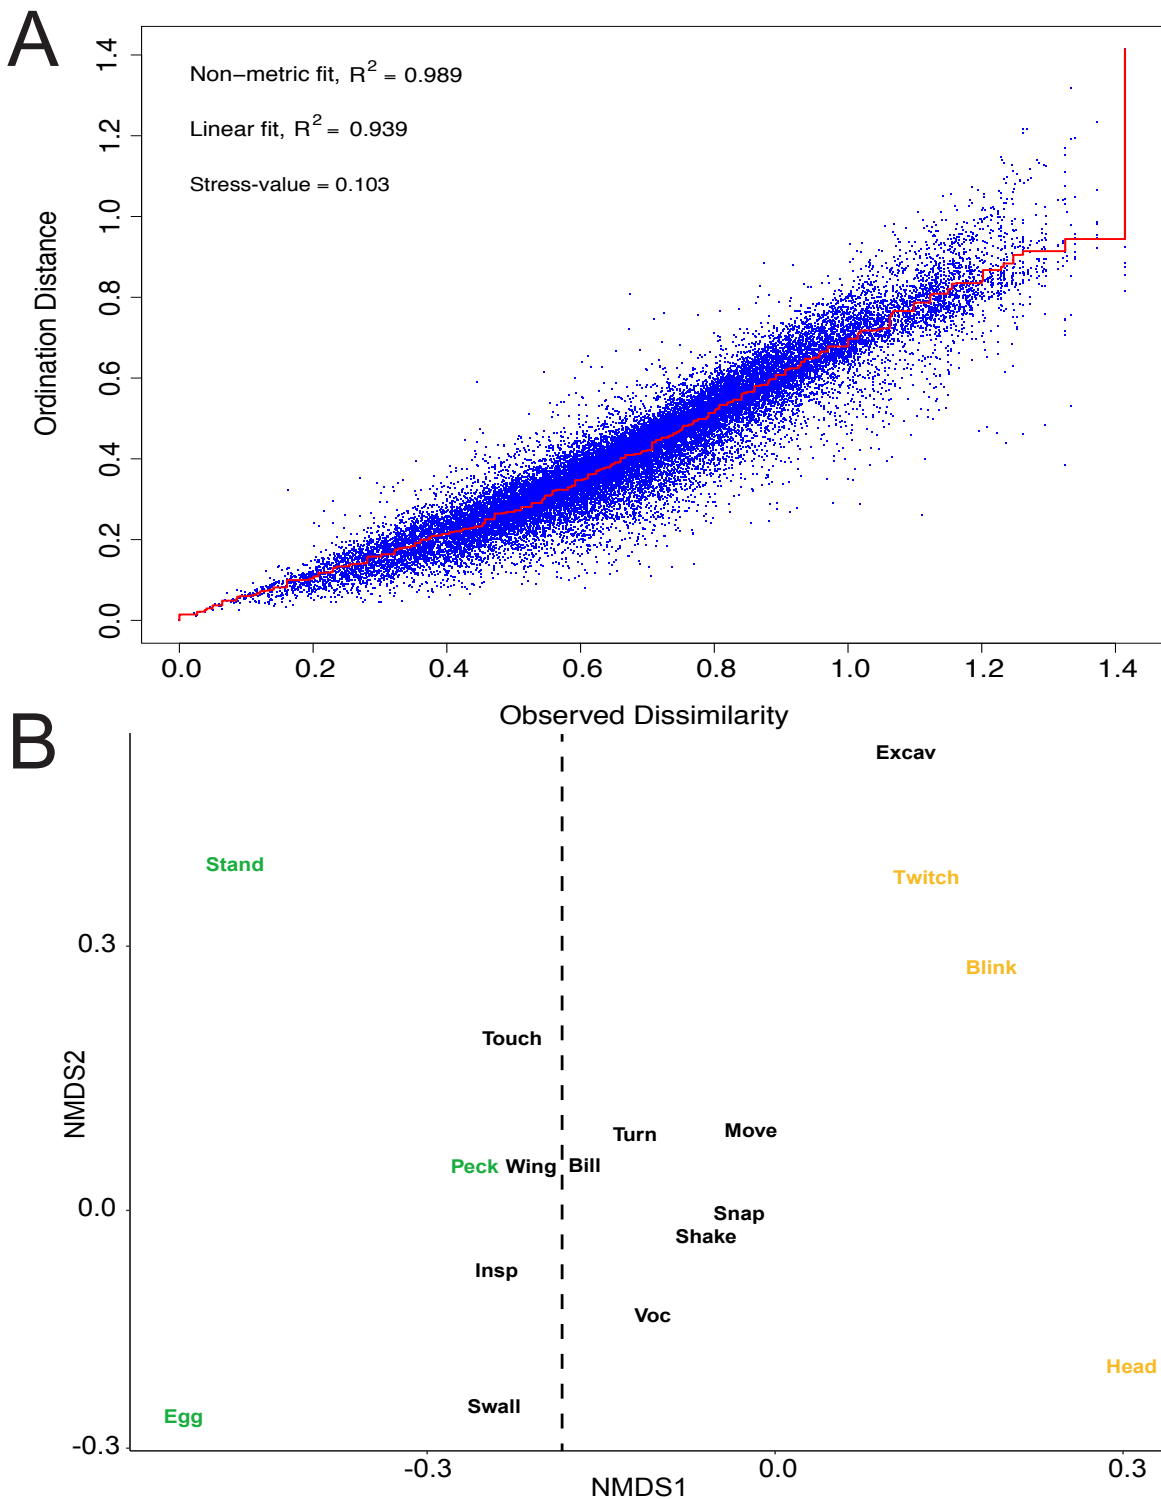 A
Non−metric fit, R2 = 0.989
Linear fit, R2 = 0.939
Stress-value = 0.103
Ordination Distance
1.4
1.2
1.0
0.8
0.6
0.4
0.2
0.0
0.0 0.2 0.4 0.6 0.8 1.0 1.2 1.4
Observed Dissimilarity
B
Excav
Stand
Twitch
Blink
0.3
Touch
NMDS2
Turn Move
Peck Wing Bill
0.0
Snap
Shake
Insp
Voc
Head
Swall
Egg
-0.3
-0.3 0.0 0.3
NMDS1